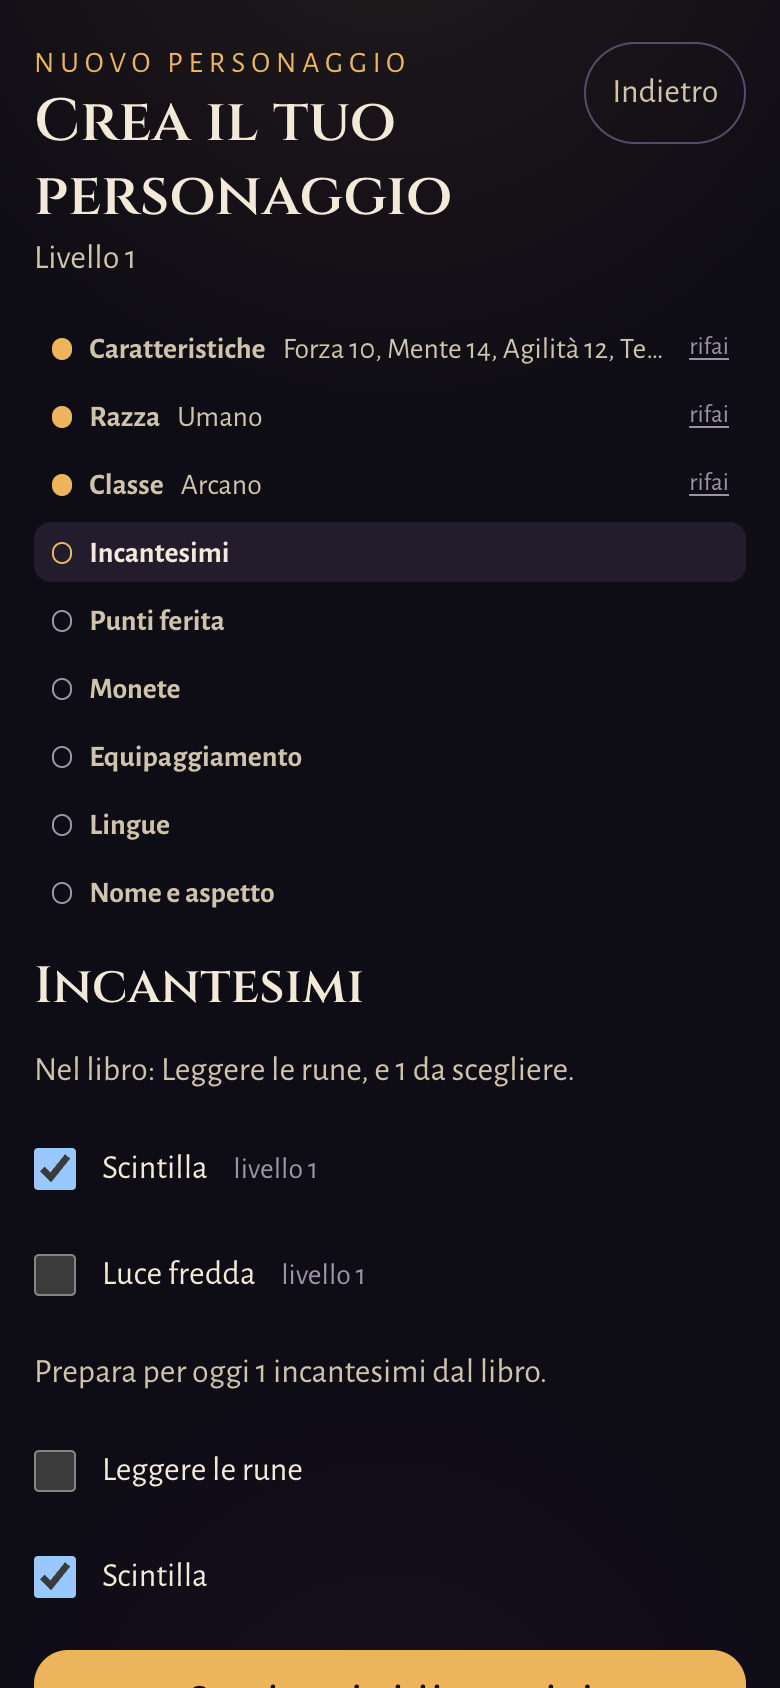 NUOVO PERSONAGGIO
Indietro
Crea il tuo
personaggio
Livello 1
Caratteristiche Forza 10, Mente 14, Agilità 12, Te... rifai
Razza Umano rifai
Classe Arcano rifai
Incantesimi
Punti ferita
Monete
Equipaggiamento
Lingue
Nome e aspetto
Incantesimi
Nel libro: Leggere le rune, e 1 da scegliere.
Scintilla livello 1
Luce fredda livello 1
Prepara per oggi 1 incantesimi dal libro.
Leggere le rune
Scintilla